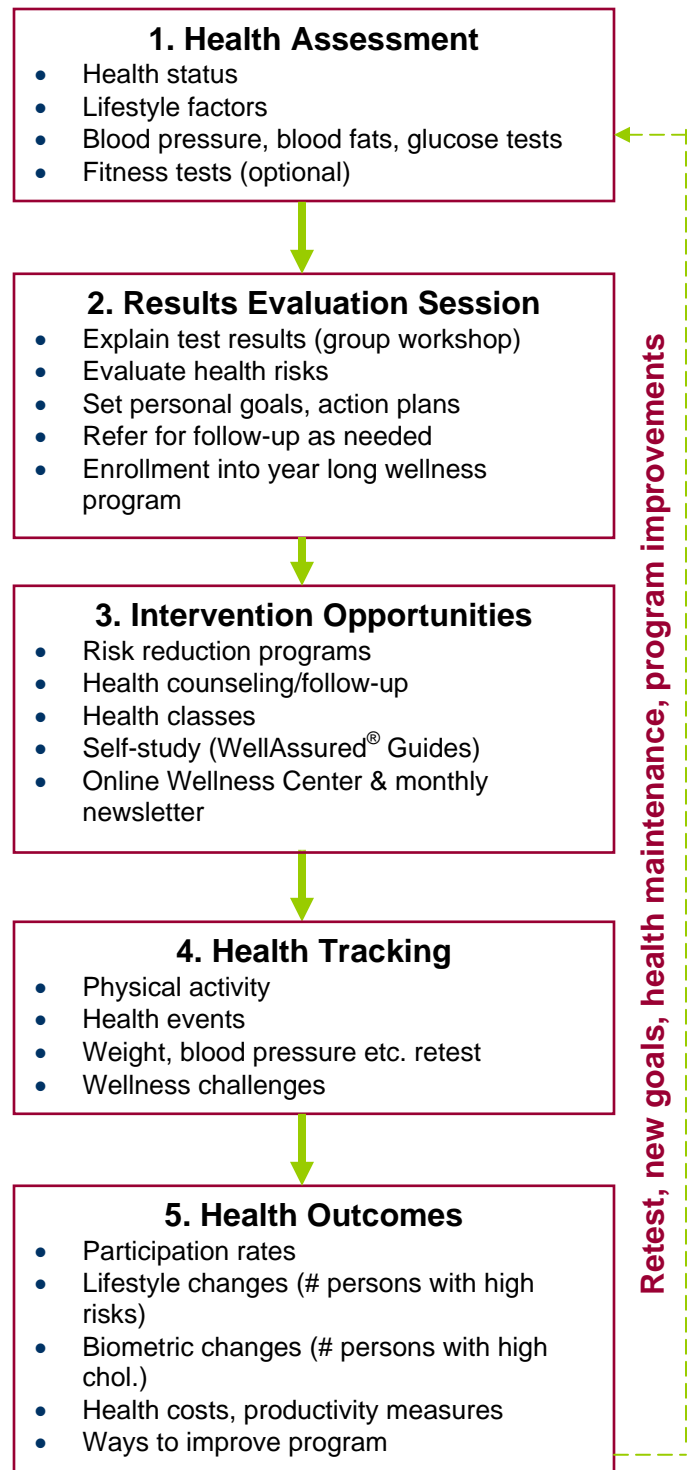 1. Health Assessment
• Health status
• Lifestyle factors
• Blood pressure, blood fats, glucose tests
• Fitness tests (optional)
2. Results Evaluation Session
• Explain test results (group workshop)
• Evaluate health risks
• Set personal goals, action plans
• Refer for follow-up as needed
• Enrollment into year long wellness
program
3. Intervention Opportunities
• Risk reduction programs
• Health counseling/follow-up
• Health classes
• Self-study (WellAssured® Guides)
• Online Wellness Center & monthly
newsletter
4. Health Tracking
• Physical activity
• Health events
• Weight, blood pressure etc. retest
• Wellness challenges
5. Health Outcomes
• Participation rates
• Lifestyle changes (# persons with high
risks)
• Biometric changes (# persons with high
chol.)
• Health costs, productivity measures
• Ways to improve program
Retest, new goals, health maintenance, program improvements